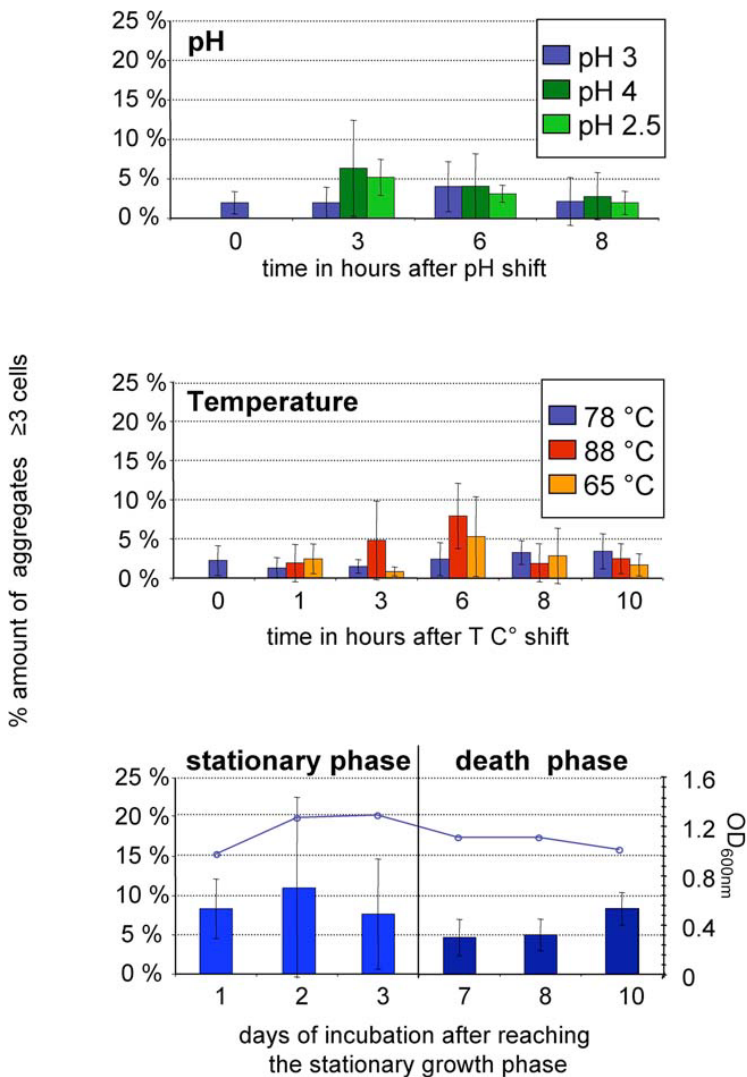 25 %
20 %
15 %
10 %
5 %
0 %
pH
pH 3
pH 4
pH 2.5
0 3 6 8
time in hours after pH shift
% amount of aggregates ≥3 cells
25 %
20 %
15 %
10 %
5 %
0 %
Temperature
78 °C
88 °C
65 °C
0 1 3 6 8 10
time in hours after T C° shift
stationary phase death phase
25 %
20 %
15 %
10 %
5 %
0 %
1.6
1.2
0.8
0.4
0
OD600nm
1 2 3 7 8 10
days of incubation after reaching
the stationary growth phase